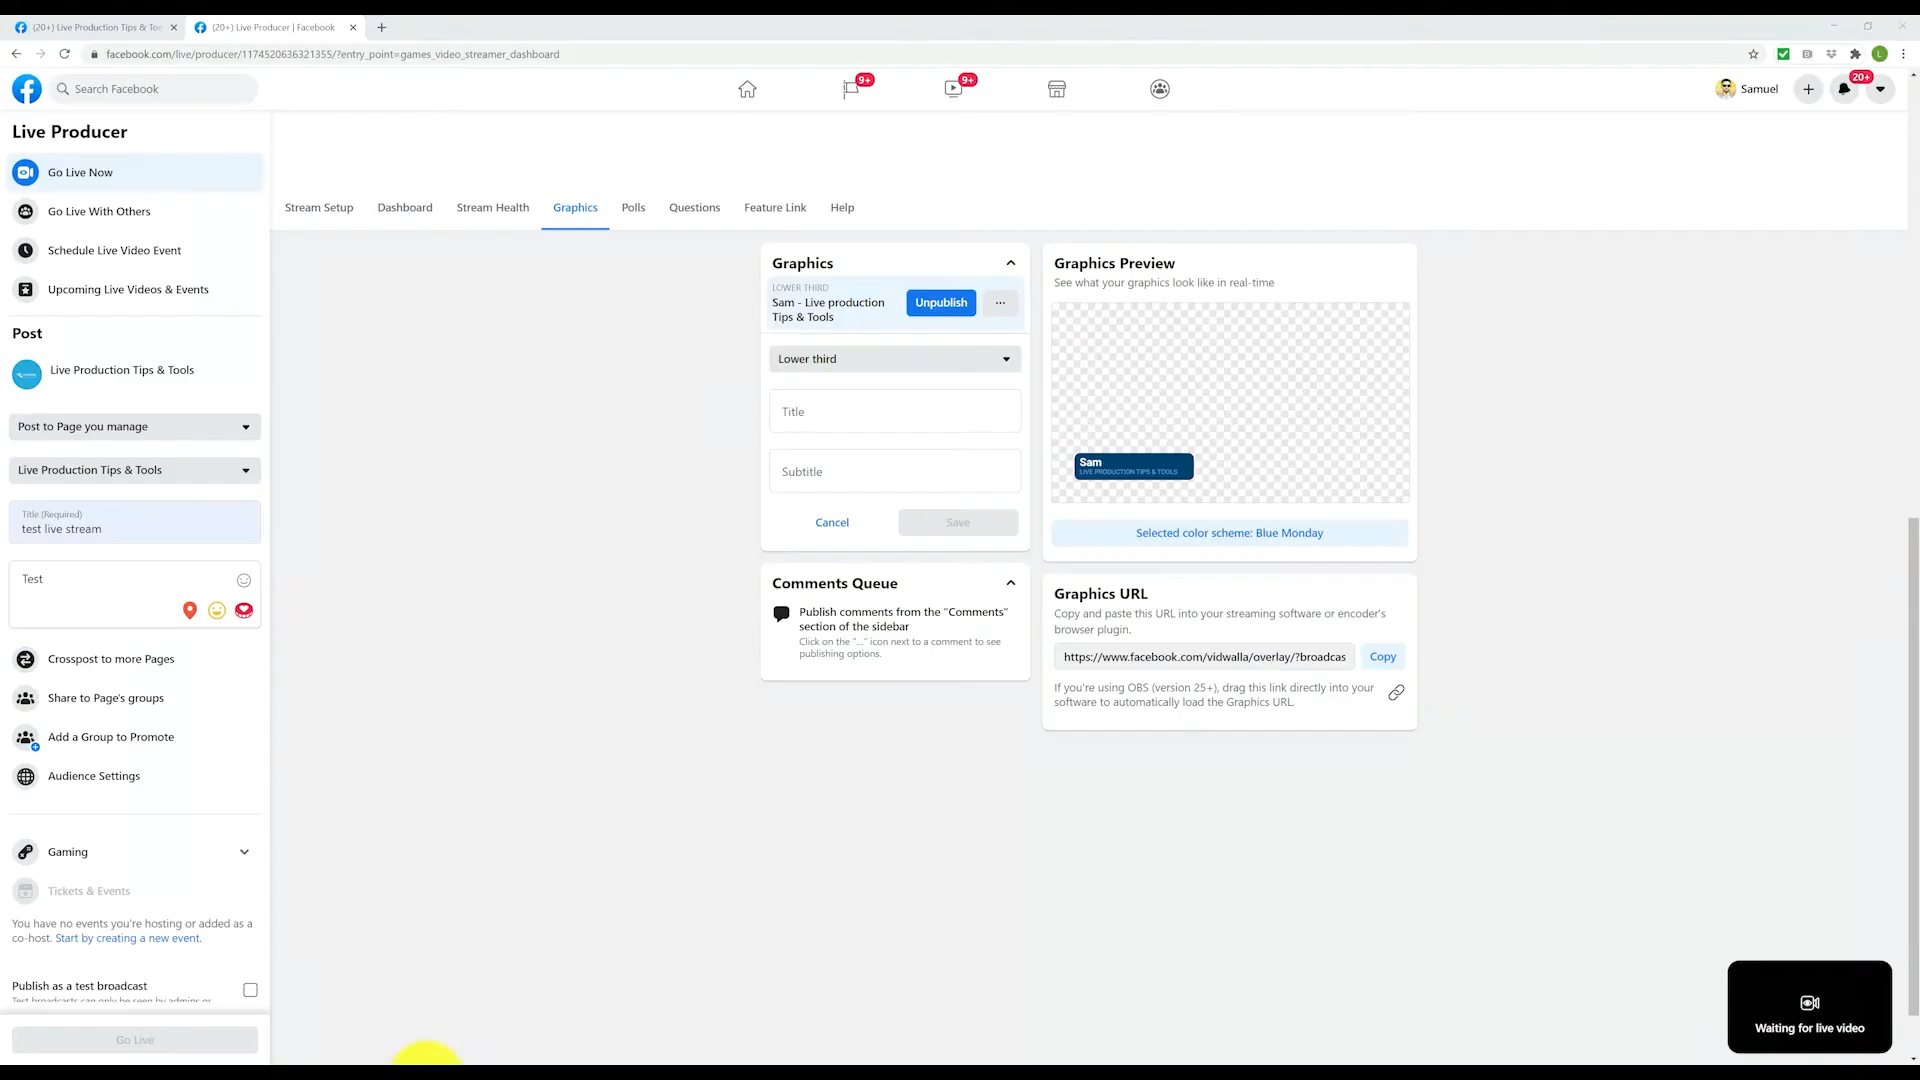 (20+) Live Production Tips & Too
(20+) Live Producer | Facebook
facebook.com/live/producer/1174520636321355/?entry_point=games_video_streamer_dashboard
L
Search Facebook
9+
9+
Samuel
20+
Live Producer
Go Live Now
Go Live With Others
Schedule Live Video Event
Upcoming Live Videos & Events
Post
Live Production Tips & Tools
Post to Page you manage
Live Production Tips & Tools
Title (Required)
test live stream
Test
Crosspost to more Pages
Share to Page's groups
Add a Group to Promote
Audience Settings
Gaming
Tickets & Events
You have no events you're hosting or added as a
co-host. Start by creating a new event.
Publish as a test broadcast
Test broadcasts can only be seen by admins or
Go Live
Stream Setup
Dashboard
Stream Health
Graphics
Polls
Questions
Feature Link
Help
Graphics
LOWER THIRD
Sam - Live production
Tips & Tools
Unpublish
...
Lower third
Title
Subtitle
Cancel
Save
Comments Queue
Publish comments from the "Comments"
section of the sidebar
Click on the "..." icon next to a comment to see
publishing options.
Graphics Preview
See what your graphics look like in real-time
Sam
LIVE PRODUCTION TIPS & TOOLS
Selected color scheme: Blue Monday
Graphics URL
Copy and paste this URL into your streaming software or encoder's
browser plugin.
https://www.facebook.com/vidwalla/overlay/?broadcas
Copy
If you're using OBS (version 25+), drag this link directly into your
software to automatically load the Graphics URL.
Waiting for live video